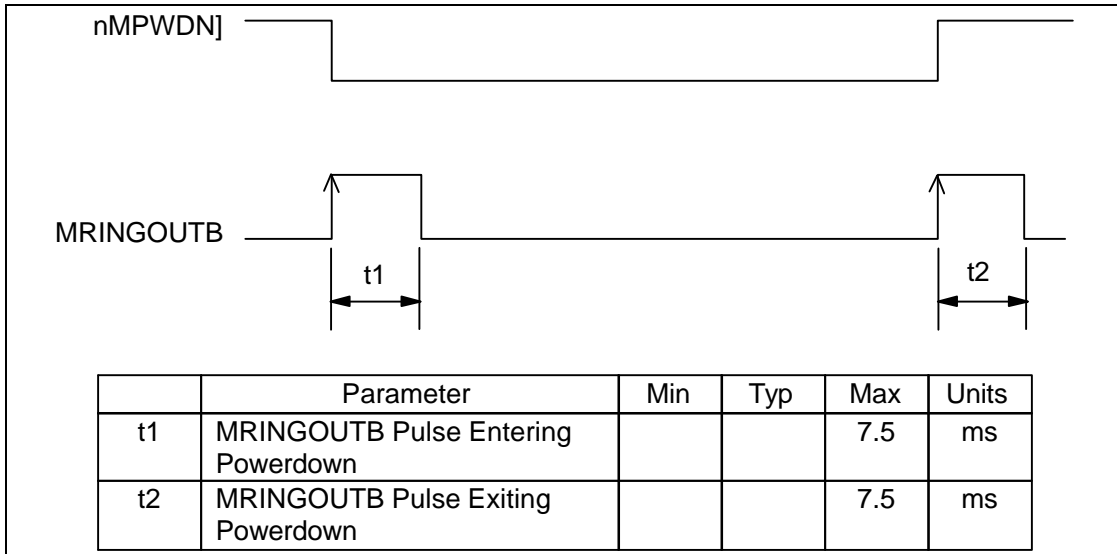 nMPWDN]
MRINGOUTB
t1
t2
Parameter Min Typ Max Units
t1 MRINGOUTB Pulse Entering 7.5 ms
Powerdown
t2 MRINGOUTB Pulse Exiting 7.5 ms
Powerdown